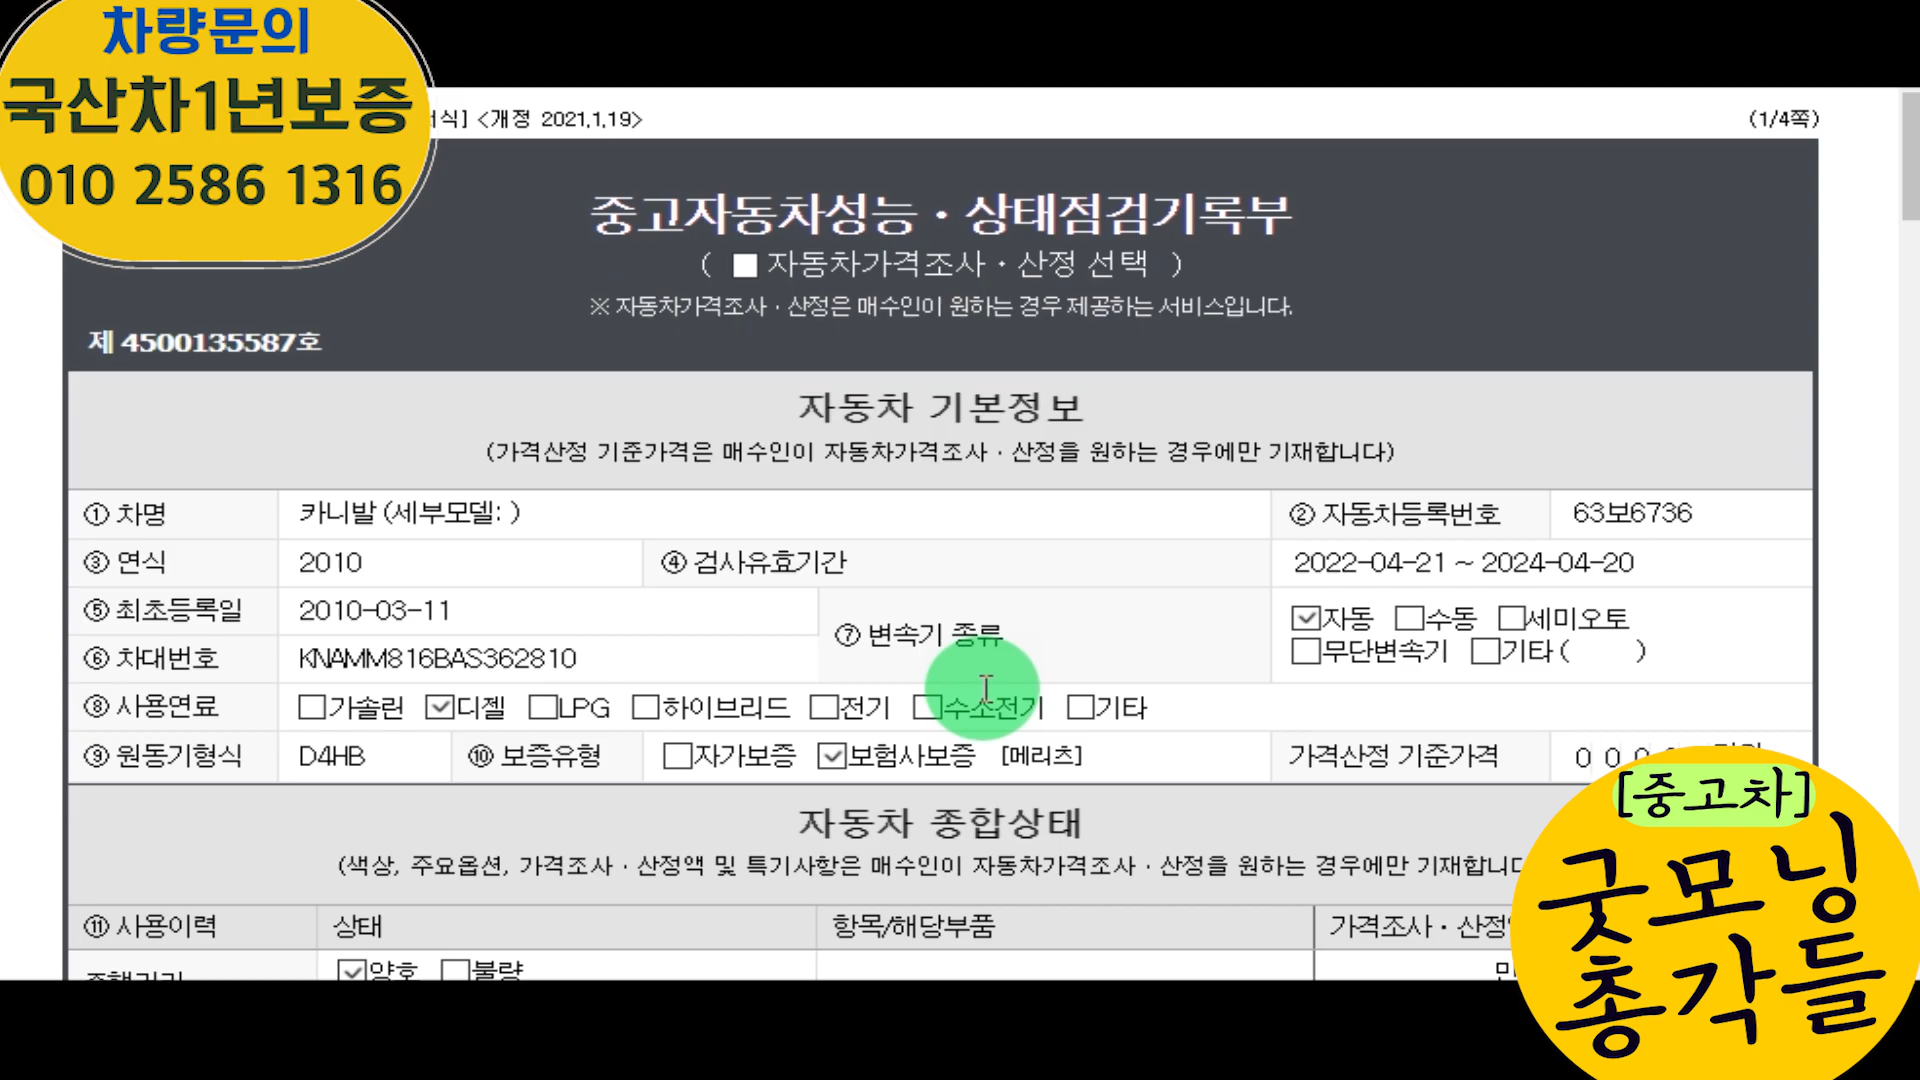 차량문의
국산차1년보증
010 2586 1316
식] <개정 2021.1.19>
(1/4쪽)
중고자동차성능 · 상태점검기록부
( ■ 자동차가격조사 · 산정 선택 )
※ 자동차가격조사 · 산정은 매수인이 원하는 경우 제공하는 서비스입니다.
제 4500135587호
자동차 기본정보
(가격산정 기준가격은 매수인이 자동차가격조사 · 산정을 원하는 경우에만 기재합니다)
① 차명 카니발 (세부모델: ) ② 자동차등록번호 63보6736
③ 연식 2010 ④ 검사유효기간 2022-04-21 ~ 2024-04-20
⑤ 최초등록일 2010-03-11
⑦ 변속기 종류 ☑자동 ☐수동 ☐세미오토
☐무단변속기 ☐기타 ( )
⑥ 차대번호 KNAMM816BAS362810
⑧ 사용연료 ☐가솔린 ☑디젤 ☐LPG ☐하이브리드 ☐전기 ☐수소전기 ☐기타
⑨ 원동기형식 D4HB ⑩ 보증유형 ☐자가보증 ☑보험사보증 [메리츠] 가격산정 기준가격 0 0 0
자동차 종합상태
(색상, 주요옵션, 가격조사 · 산정액 및 특기사항은 매수인이 자동차가격조사 · 산정을 원하는 경우에만 기재합니
⑪ 사용이력 상태 항목/해당부품 가격조사 · 산정
☑양호 ☐불량
[중고차]
굿모닝
총각들